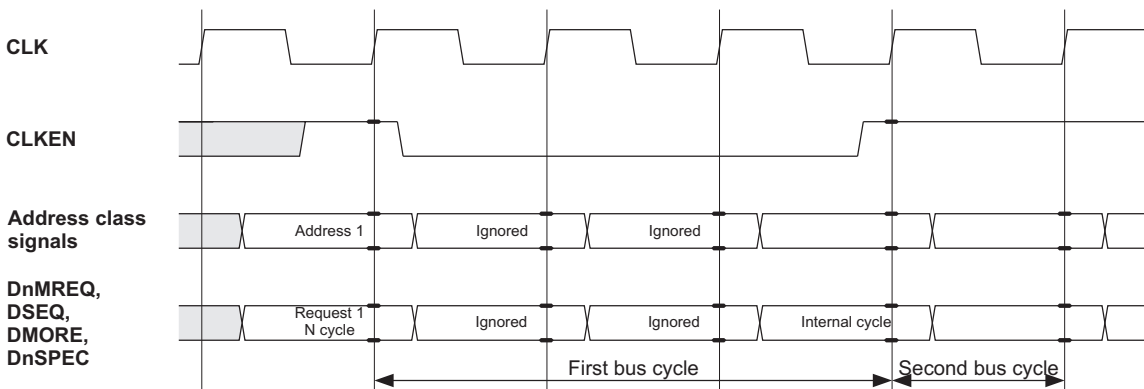 CLK
CLKEN
Address class
signals
Address 1
Ignored
Ignored
DnMREQ,
DSEQ,
DMORE,
DnSPEC
Request 1
N cycle
Ignored
Ignored
Internal cycle
First bus cycle
Second bus cycle